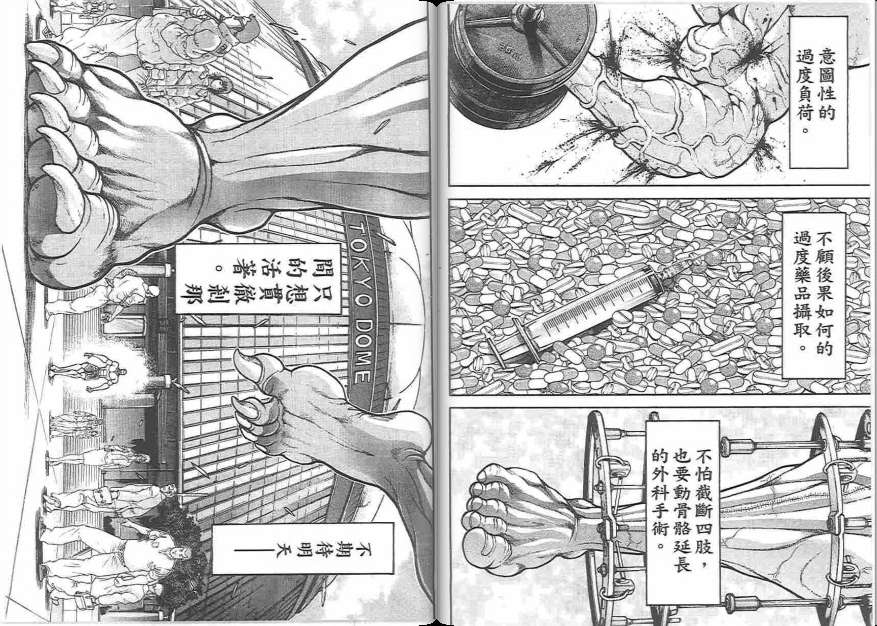 意圖性的
過度負荷。
不顧後果如何的
過度藥品攝取。
不怕截斷四肢，
也要動骨骼延長
的外科手術。
不期待明天——
只想貫徹剎那
間的活著。
TOKYO DOME